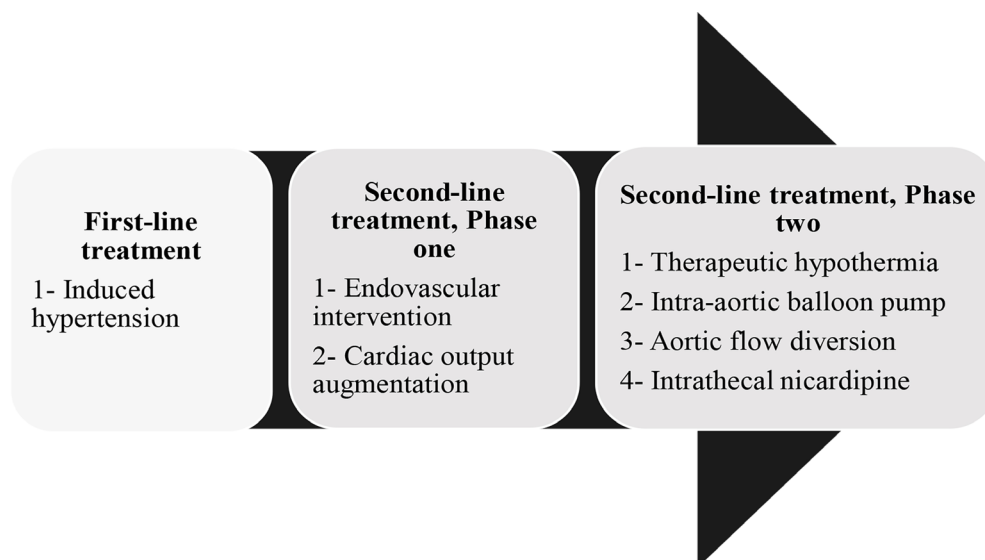 First-line
treatment
1- Induced
hypertension
Second-line
treatment, Phase
one
1- Endovascular
intervention
2- Cardiac output
augmentation
Second-line treatment, Phase
two
1- Therapeutic hypothermia
2- Intra-aortic balloon pump
3- Aortic flow diversion
4- Intrathecal nicardipine